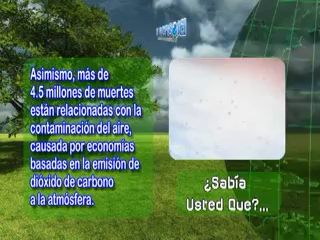 Asimismo, más de
4.5 millones de muertes
están relacionadas con la
contaminación del aire,
causada por economías
basadas en la emisión de
dióxido de carbono
a la atmósfera.
¿Sabía
Usted Que?...